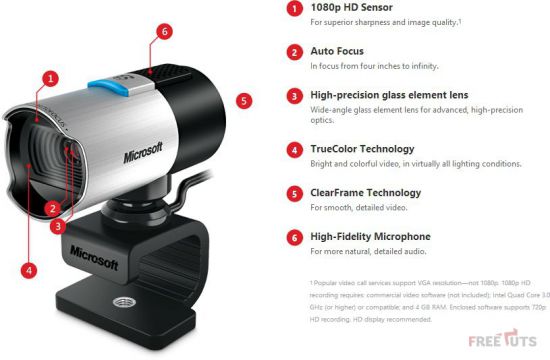 1 1080p HD Sensor
For superior sharpness and image quality.¹
2 Auto Focus
In focus from four inches to infinity.
3 High-precision glass element lens
Wide-angle glass element lens for advanced, high-precision
optics.
4 TrueColor Technology
Bright and colorful video, in virtually all lighting conditions.
5 ClearFrame Technology
For smooth, detailed video.
6 High-Fidelity Microphone
For more natural, detailed audio.
¹ Popular video call services support VGA resolution—not 1080p. 1080p HD
recording requires: commercial video software (not included); Intel Quad Core 3.0
GHz (or higher) or compatible; and 4 GB RAM. Enclosed software supports 720p
HD recording. HD display recommended.
6
1
5
AUTOFOCUS
Microsoft
2
3
Microsoft
4
FREETUTS